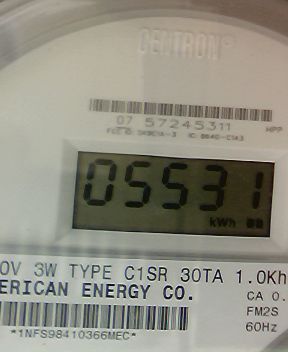 CENTRON®
07 57245311
HPP
05531
kWh
0V 3W TYPE C1SR 30TA 1.0Kh
ERICAN ENERGY CO.
CA 0.
FM2S
60Hz
*1NFS98410366MEC*